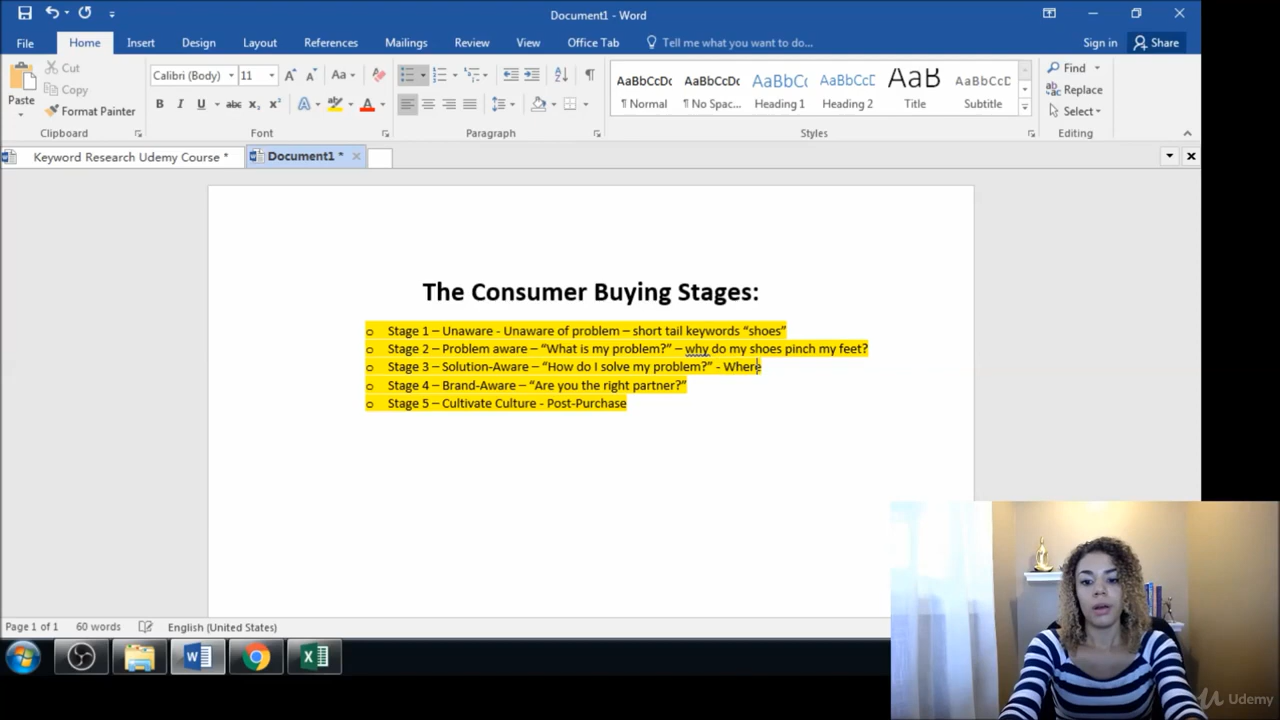 Document1 - Word
File Home Insert Design Layout References Mailings Review View Office Tab Tell me what you want to do... Sign in Share
Cut
Copy
Paste
Format Painter
Calibri (Body) 11
AaBbCcDc AaBbCcDc AaBbCc AaBbCcD AaB AaBbCcD
¶ Normal ¶ No Spac... Heading 1 Heading 2 Title Subtitle
Find
Replace
Select
Clipboard Font Paragraph Styles Editing
Keyword Research Udemy Course * Document1 *
The Consumer Buying Stages:
o Stage 1 – Unaware - Unaware of problem – short tail keywords “shoes”
o Stage 2 – Problem aware – “What is my problem?” – why do my shoes pinch my feet?
o Stage 3 – Solution-Aware – “How do I solve my problem?” - Where
o Stage 4 – Brand-Aware – “Are you the right partner?”
o Stage 5 – Cultivate Culture - Post-Purchase
Page 1 of 1 60 words English (United States)
Udemy